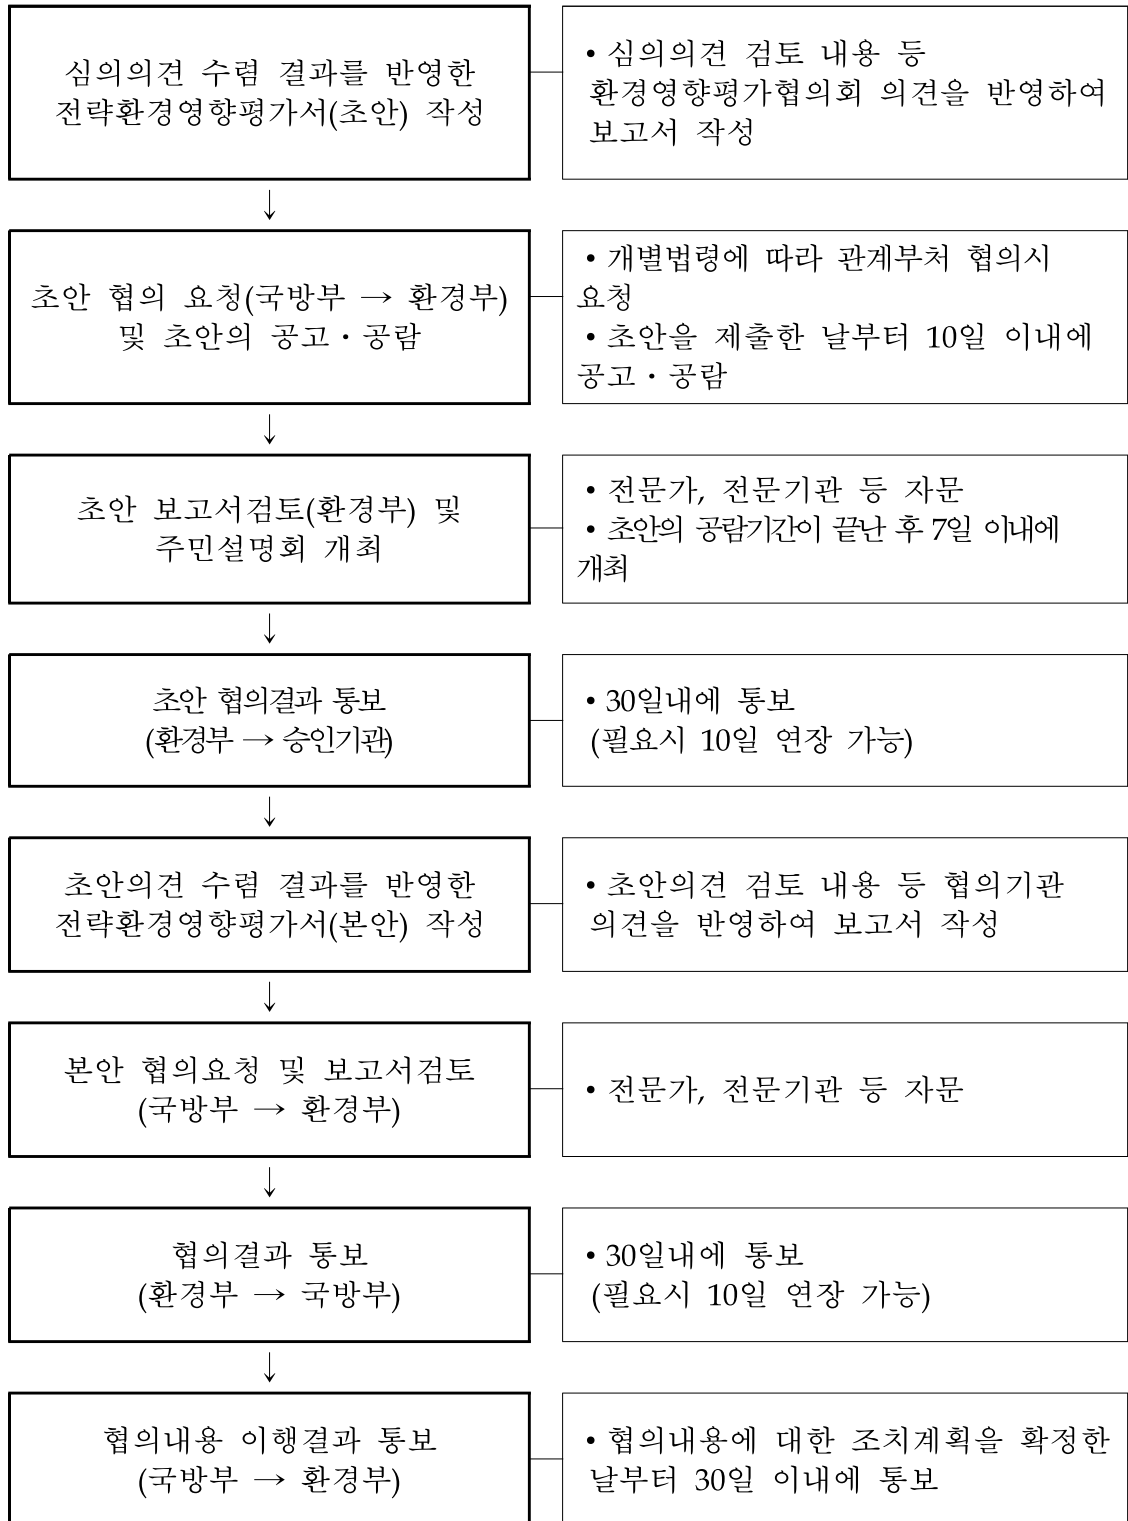 심의의견 수렴 결과를 반영한
전략환경영향평가서(초안) 작성
• 심의의견 검토 내용 등
환경영향평가협의회 의견을 반영하여
보고서 작성
↓
초안 협의 요청(국방부 → 환경부)
및 초안의 공고・공람
• 개별법령에 따라 관계부처 협의시
요청
• 초안을 제출한 날부터 10일 이내에
공고・공람
↓
초안 보고서검토(환경부) 및
주민설명회 개최
• 전문가, 전문기관 등 자문
• 초안의 공람기간이 끝난 후 7일 이내에
개최
↓
초안 협의결과 통보
(환경부 → 승인기관)
• 30일내에 통보
(필요시 10일 연장 가능)
↓
초안의견 수렴 결과를 반영한
전략환경영향평가서(본안) 작성
• 초안의견 검토 내용 등 협의기관
의견을 반영하여 보고서 작성
↓
본안 협의요청 및 보고서검토
(국방부 → 환경부)
• 전문가, 전문기관 등 자문
↓
협의결과 통보
(환경부 → 국방부)
• 30일내에 통보
(필요시 10일 연장 가능)
↓
협의내용 이행결과 통보
(국방부 → 환경부)
• 협의내용에 대한 조치계획을 확정한
날부터 30일 이내에 통보